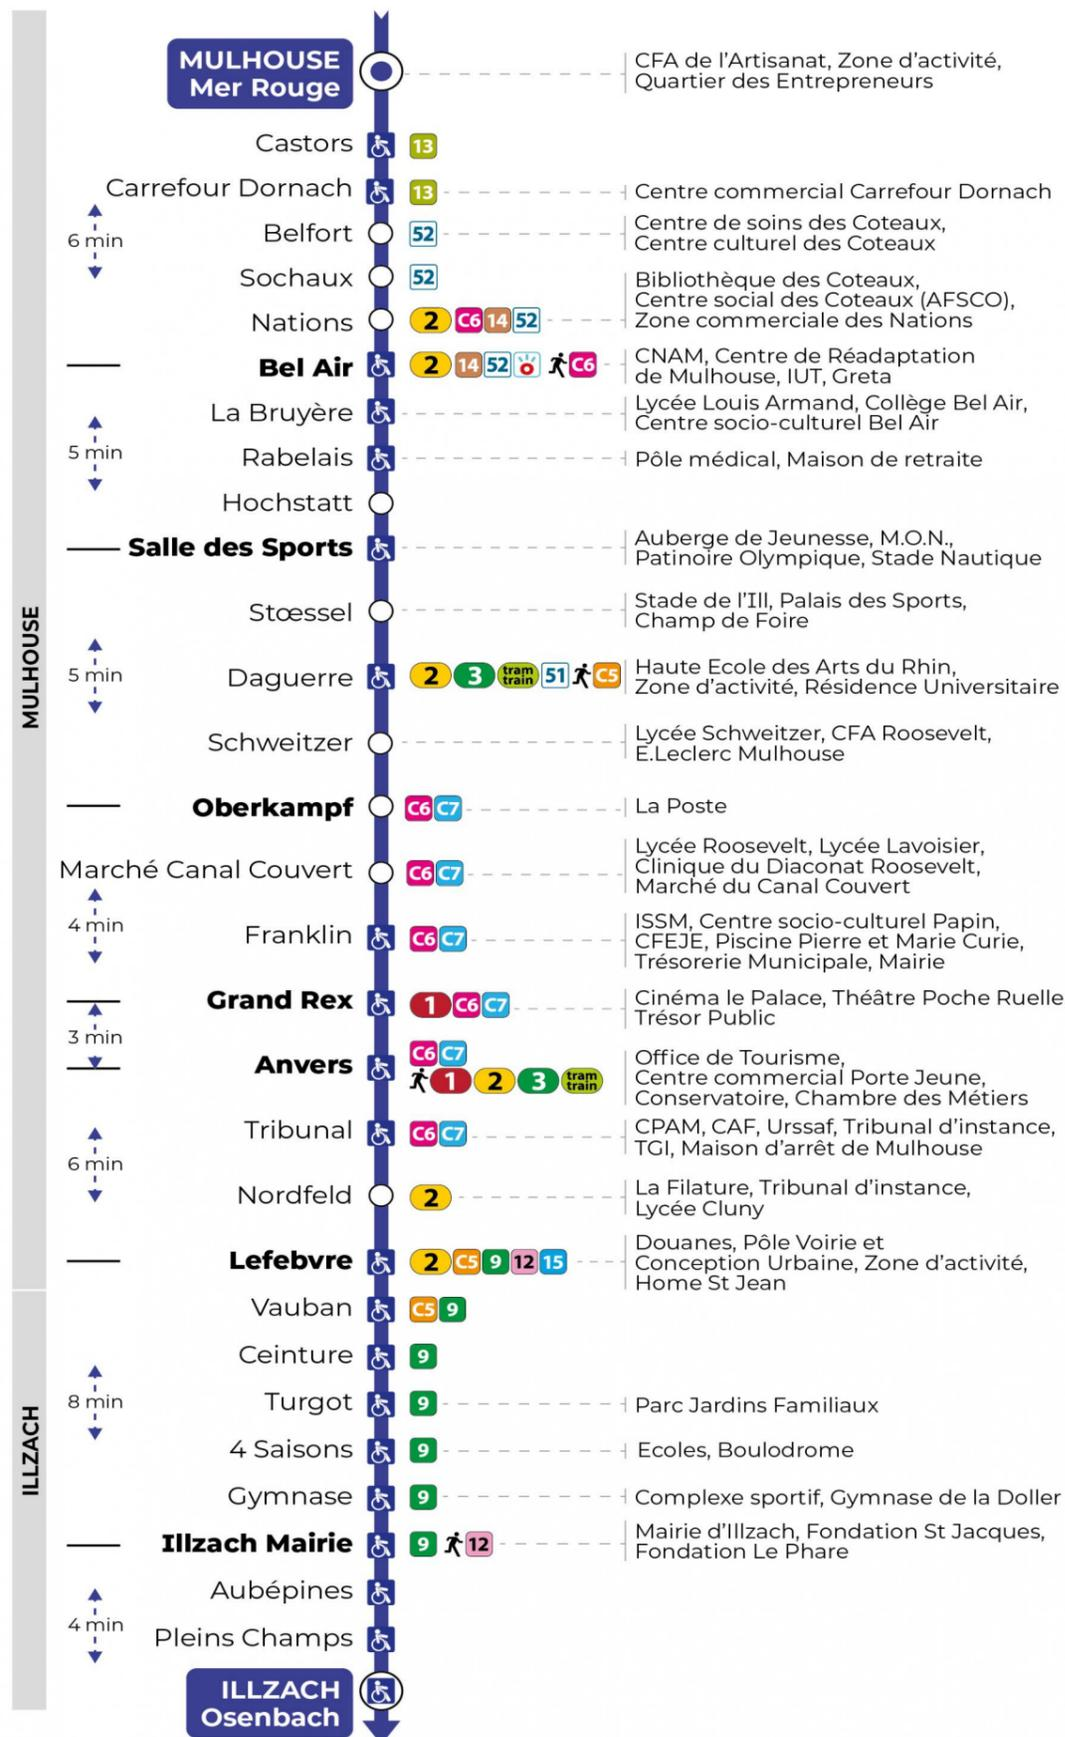 MULHOUSE
Mer Rouge
CFA de l'Artisanat, Zone d'activité,
Quartier des Entrepreneurs
Castors 13
Carrefour Dornach 13 Centre commercial Carrefour Dornach
6 min
Belfort 52
Centre de soins des Coteaux,
Centre culturel des Coteaux
Sochaux 52
Nations 2 C6 14 52
Bibliothèque des Coteaux,
Centre social des Coteaux (AFSCO),
Zone commerciale des Nations
Bel Air 2 14 52 C6
CNAM, Centre de Réadaptation
de Mulhouse, IUT, Greta
La Bruyère
Lycée Louis Armand, Collège Bel Air,
Centre socio-culturel Bel Air
5 min
Rabelais Pôle médical, Maison de retraite
Hochstatt
Salle des Sports
Auberge de Jeunesse, M.O.N.,
Patinoire Olympique, Stade Nautique
Stœssel
Stade de l'Ill, Palais des Sports,
Champ de Foire
5 min
Daguerre 2 3 tram train 51 C5
Haute Ecole des Arts du Rhin,
Zone d'activité, Résidence Universitaire
Schweitzer
Lycée Schweitzer, CFA Roosevelt,
E.Leclerc Mulhouse
Oberkampf C6 C7 La Poste
Marché Canal Couvert C6 C7
Lycée Roosevelt, Lycée Lavoisier,
Clinique du Diaconat Roosevelt,
Marché du Canal Couvert
4 min
Franklin C6 C7
ISSM, Centre socio-culturel Papin,
CFEJE, Piscine Pierre et Marie Curie,
Trésorerie Municipale, Mairie
Grand Rex 1 C6 C7
Cinéma le Palace, Théâtre Poche Ruelle
Trésor Public
3 min
Anvers C6 C7
1 2 3 tram train
Office de Tourisme,
Centre commercial Porte Jeune,
Conservatoire, Chambre des Métiers
Tribunal C6 C7
CPAM, CAF, Urssaf, Tribunal d'instance,
TGI, Maison d'arrêt de Mulhouse
6 min
Nordfeld 2
La Filature, Tribunal d'instance,
Lycée Cluny
Lefebvre 2 C5 9 12 15
Douanes, Pôle Voirie et
Conception Urbaine, Zone d'activité,
Home St Jean
MULHOUSE
Vauban C5 9
Ceinture 9
8 min
Turgot 9 Parc Jardins Familiaux
4 Saisons 9 Ecoles, Boulodrome
Gymnase 9 Complexe sportif, Gymnase de la Doller
Illzach Mairie 9 12
Mairie d'Illzach, Fondation St Jacques,
Fondation Le Phare
Aubépines
4 min
Pleins Champs
ILLZACH
Osenbach
ILLZACH